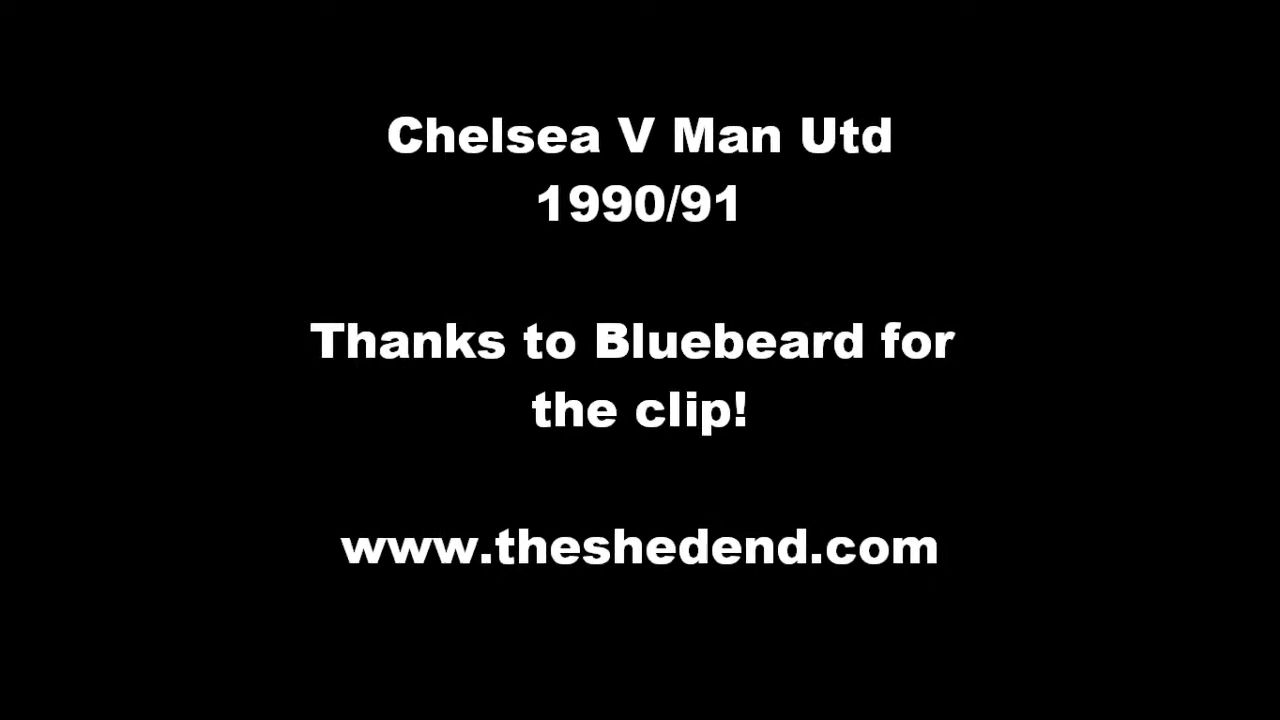 Chelsea V Man Utd
1990/91
Thanks to Bluebeard for
the clip!
www.theshedend.com